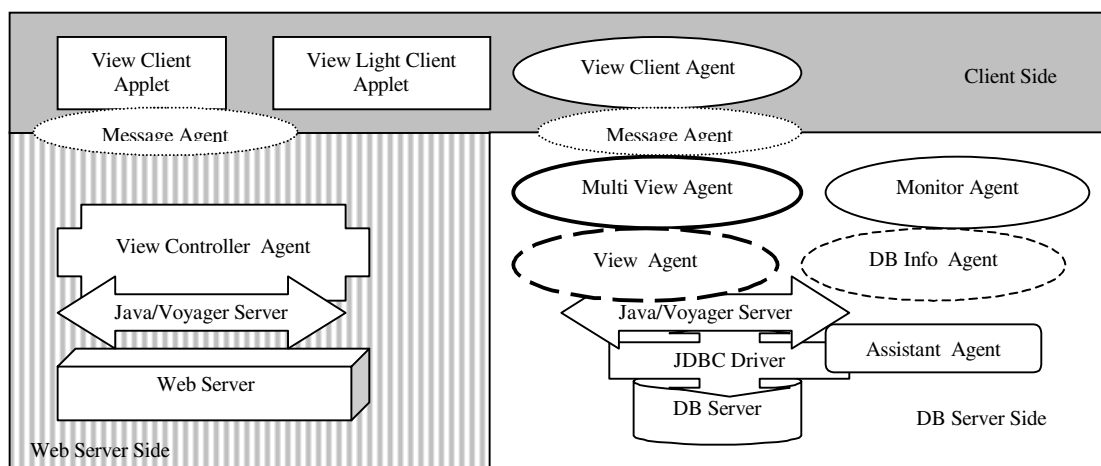 View Client
Applet
View Light Client
Applet
View Client Agent
Client Side
Message Agent
Message Agent
Multi View Agent
Monitor Agent
View Controller Agent
View Agent
DB Info Agent
Java/Voyager Server
Java/Voyager Server
JDBC Driver
Assistant Agent
Web Server
DB Server
DB Server Side
Web Server Side